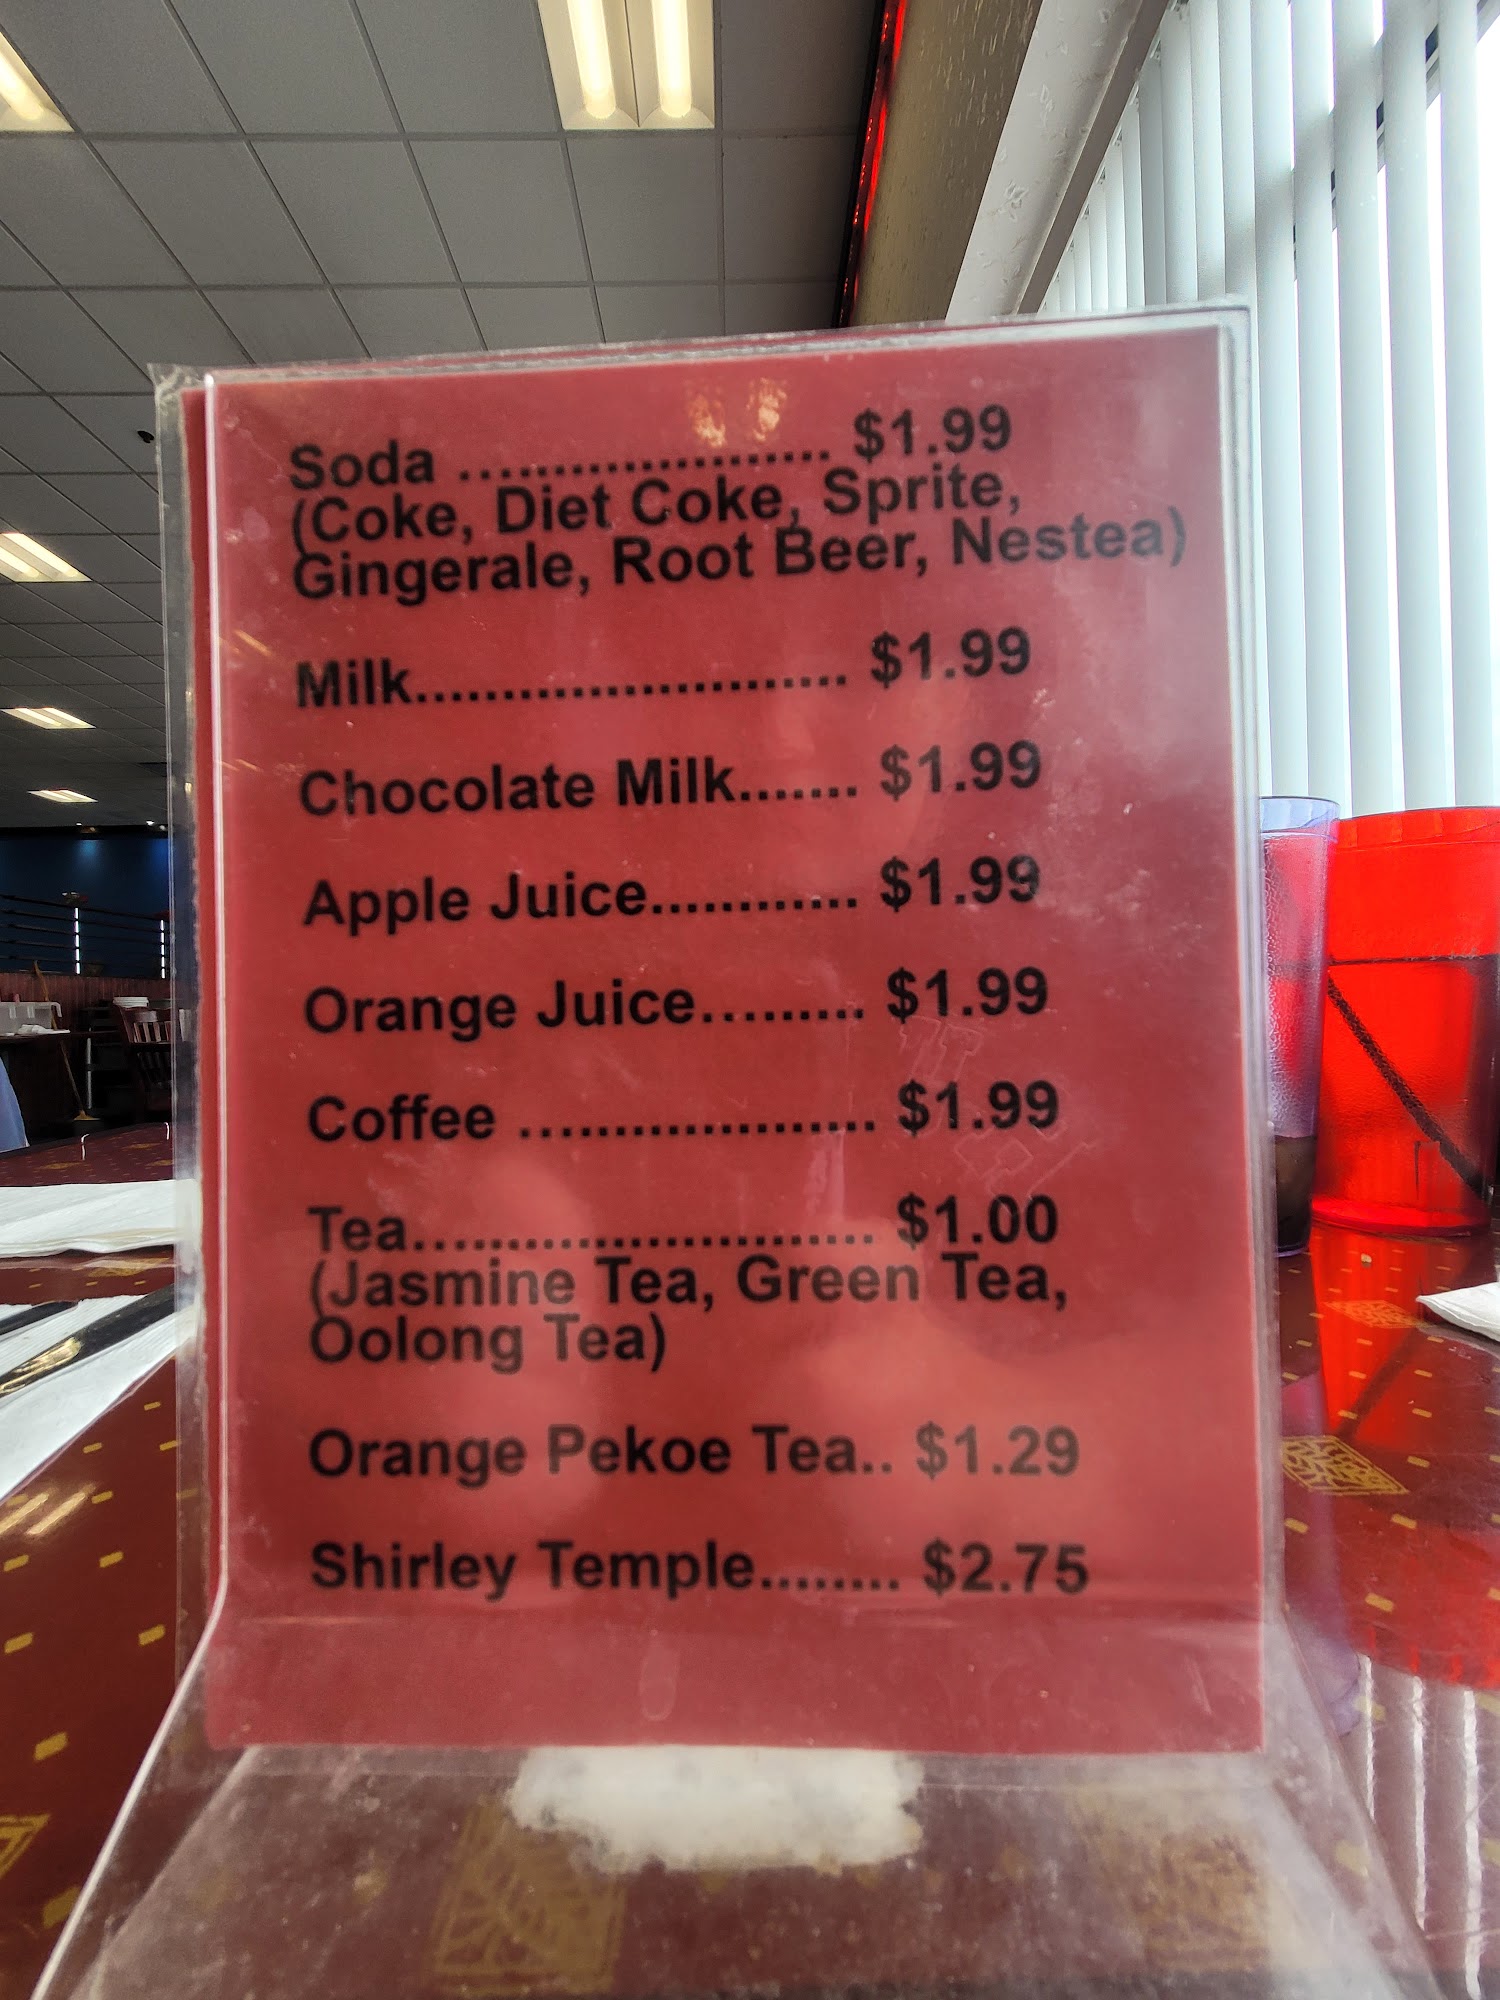 Soda ..................... $1.99
(Coke, Diet Coke, Sprite,
Gingerale, Root Beer, Nestea)
Milk......................... $1.99
Chocolate Milk....... $1.99
Apple Juice............ $1.99
Orange Juice.......... $1.99
Coffee ..................... $1.99
Tea........................... $1.00
(Jasmine Tea, Green Tea,
Oolong Tea)
Orange Pekoe Tea.. $1.29
Shirley Temple........ $2.75